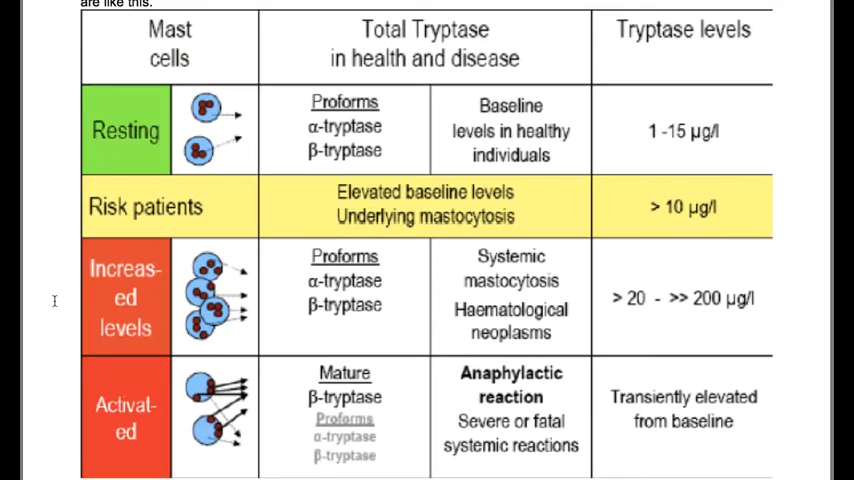 are like this.
Mast
cells
Total Tryptase
in health and disease
Tryptase levels
Resting
Proforms
α-tryptase
β-tryptase
Baseline
levels in healthy
individuals
1 -15 µg/l
Risk patients
Elevated baseline levels
Underlying mastocytosis
> 10 µg/l
Increas-
ed
levels
Proforms
α-tryptase
β-tryptase
Systemic
mastocytosis
Haematological
neoplasms
> 20 - >> 200 µg/l
Activat-
ed
Mature
β-tryptase
Proforms
α-tryptase
β-tryptase
Anaphylactic
reaction
Severe or fatal
systemic reactions
Transiently elevated
from baseline